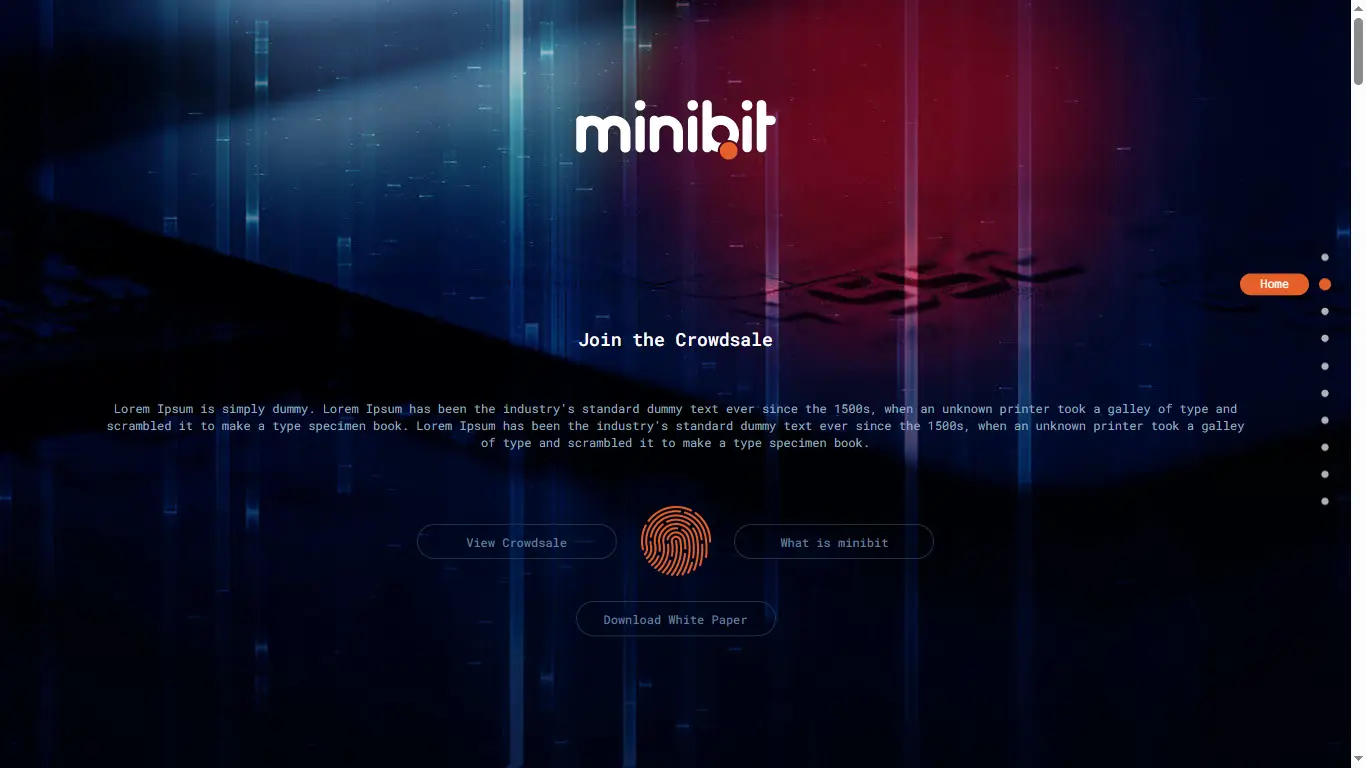 minibit
Home
Join the Crowdsale
Lorem Ipsum is simply dummy. Lorem Ipsum has been the industry's standard dummy text ever since the 1500s, when an unknown printer took a galley of type and
scrambled it to make a type specimen book. Lorem Ipsum has been the industry's standard dummy text ever since the 1500s, when an unknown printer took a galley
of type and scrambled it to make a type specimen book.
View Crowdsale
What is minibit
Download White Paper